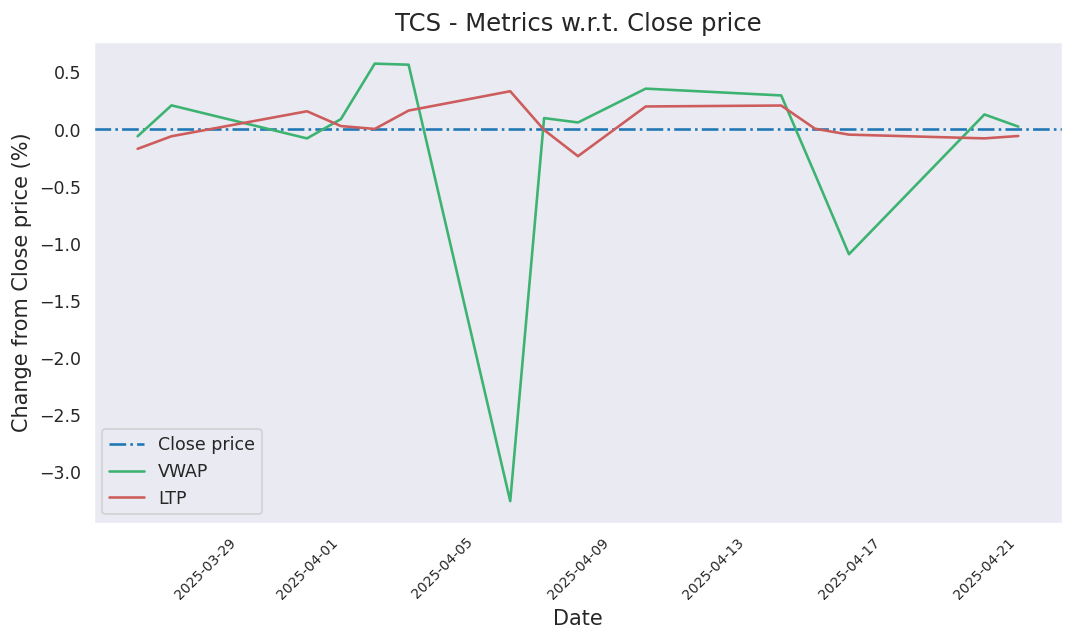 TCS - Metrics w.r.t. Close price
Change from Close price (%)
0.5
0.0
−0.5
−1.0
−1.5
−2.0
−2.5
−3.0
Close price
VWAP
LTP
2025-03-29
2025-04-01
2025-04-05
2025-04-09
2025-04-13
2025-04-17
2025-04-21
Date